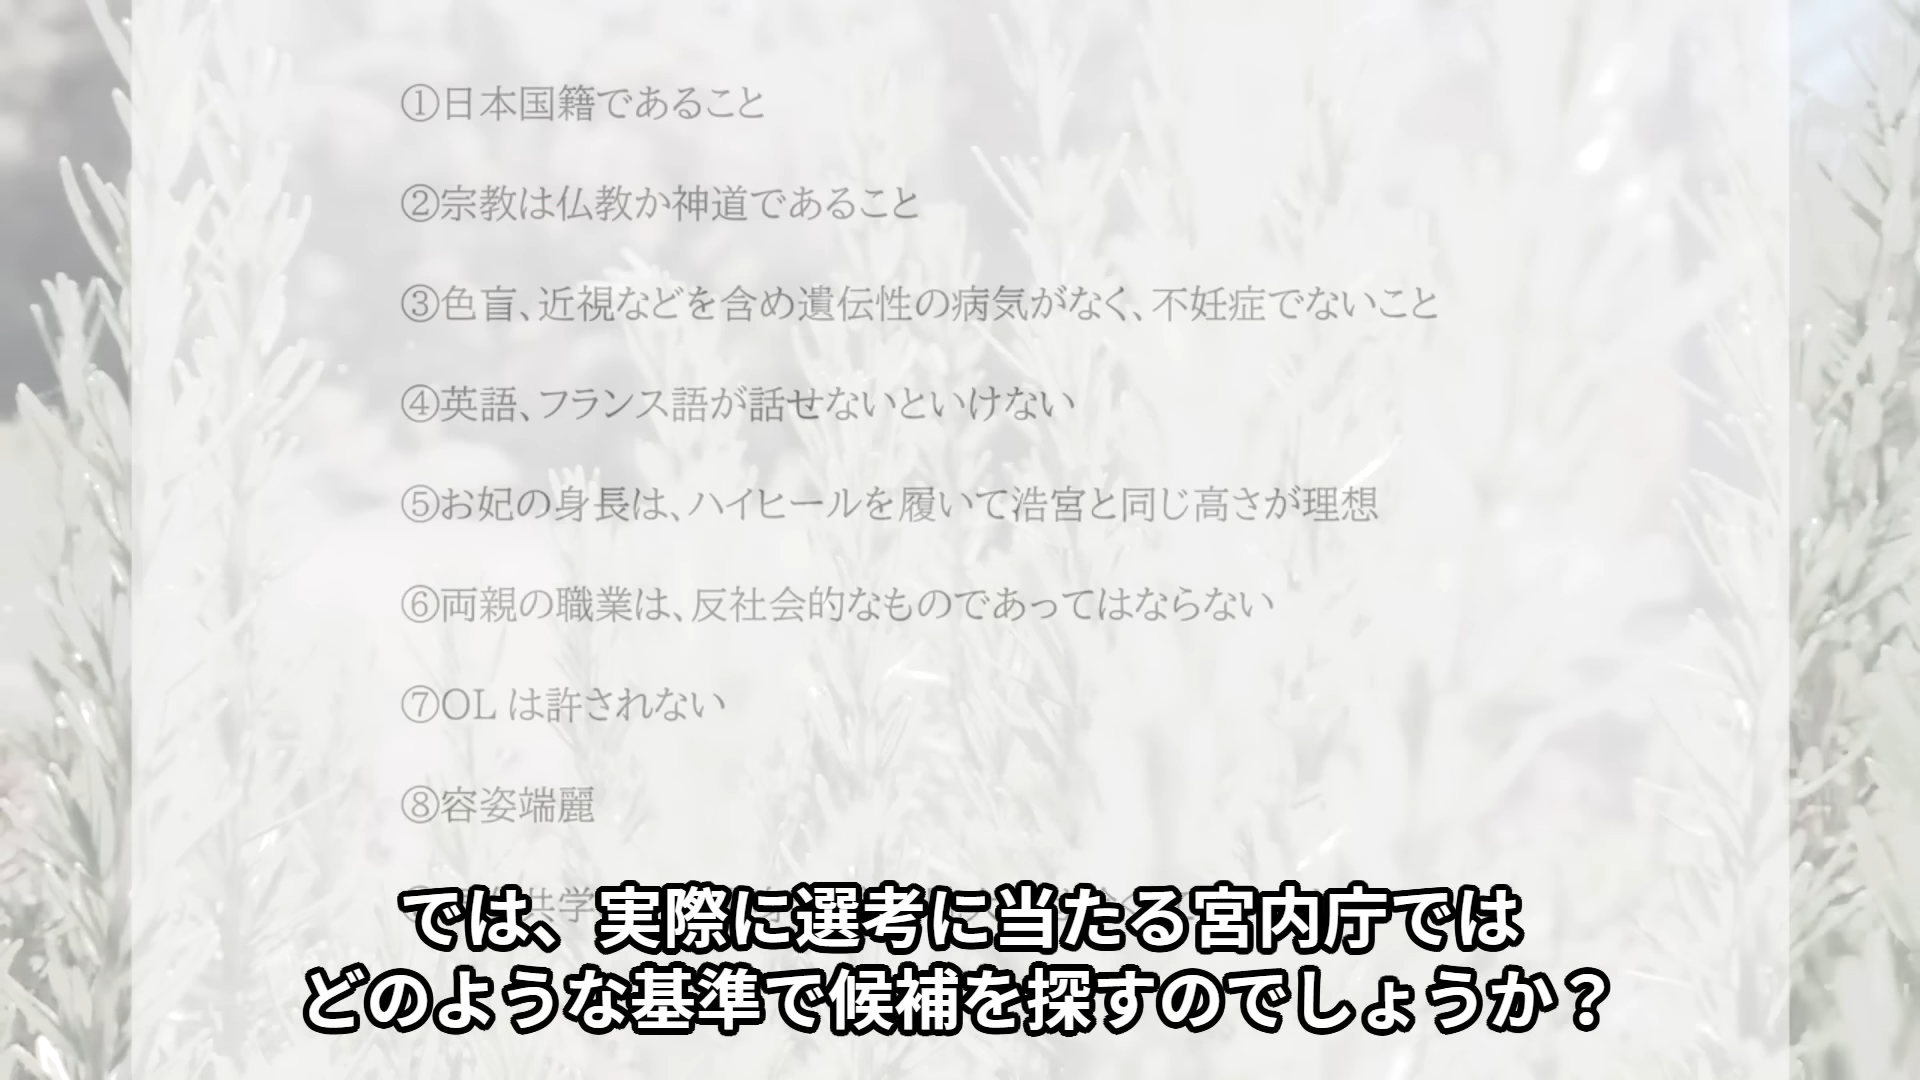 ①日本国籍であること
②宗教は仏教か神道であること
③色盲、近視などを含め遺伝性の病気がなく、不妊症でないこと
④英語、フランス語が話せないといけない
⑤お妃の身長は、ハイヒールを履いて浩宮と同じ高さが理想
⑥両親の職業は、反社会的なものであってはならない
⑦OL は許されない
⑧容姿端麗
共学
では、実際に選考に当たる宮内庁では
どのような基準で候補を探すのでしょうか？